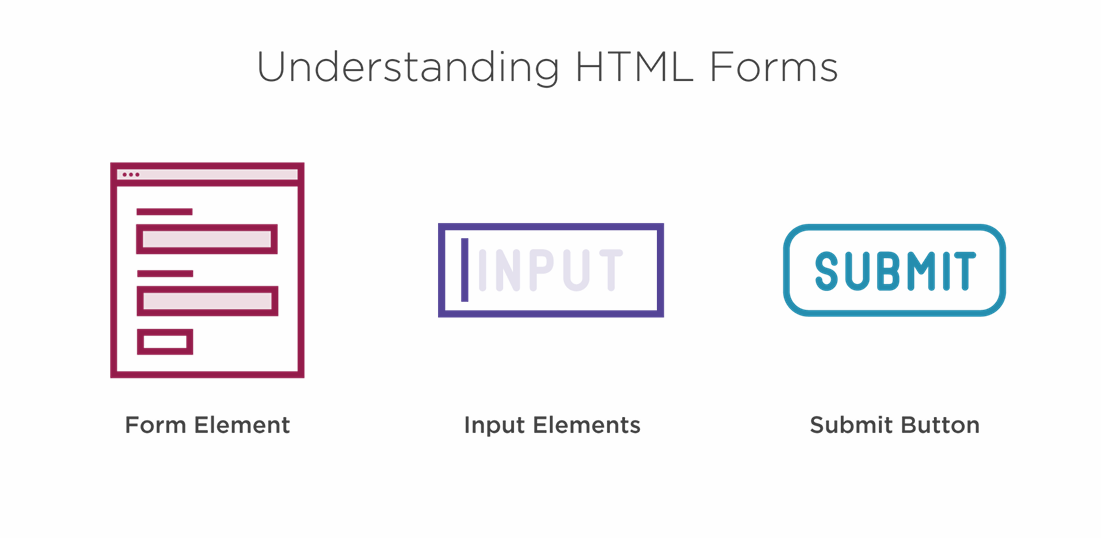 Understanding HTML Forms
INPUT
SUBMIT
Form Element
Input Elements
Submit Button